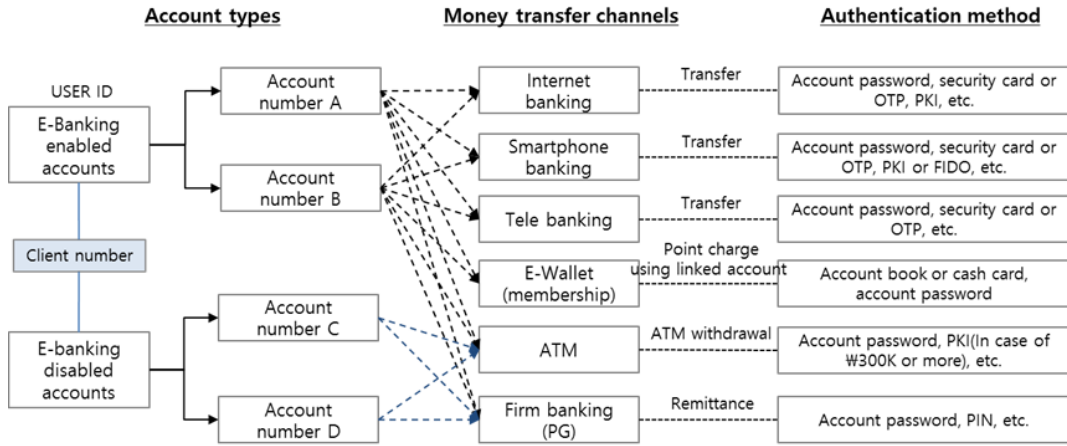 Account types
Money transfer channels
Authentication method
USER ID
E-Banking
enabled
accounts
Client number
E-banking
disabled
accounts
Account
number A
Account
number B
Account
number C
Account
number D
Internet
banking
Smartphone
banking
Tele banking
E-Wallet
(membership)
ATM
Firm banking
(PG)
Transfer
Transfer
Transfer
Point charge
using linked account
ATM withdrawal
Remittance
Account password, security card or
OTP, PKI, etc.
Account password, security card or
OTP, PKI or FIDO, etc.
Account password, security card or
OTP, etc.
Account book or cash card,
account password
Account password, PKI(In case of
₩300K or more), etc.
Account password, PIN, etc.